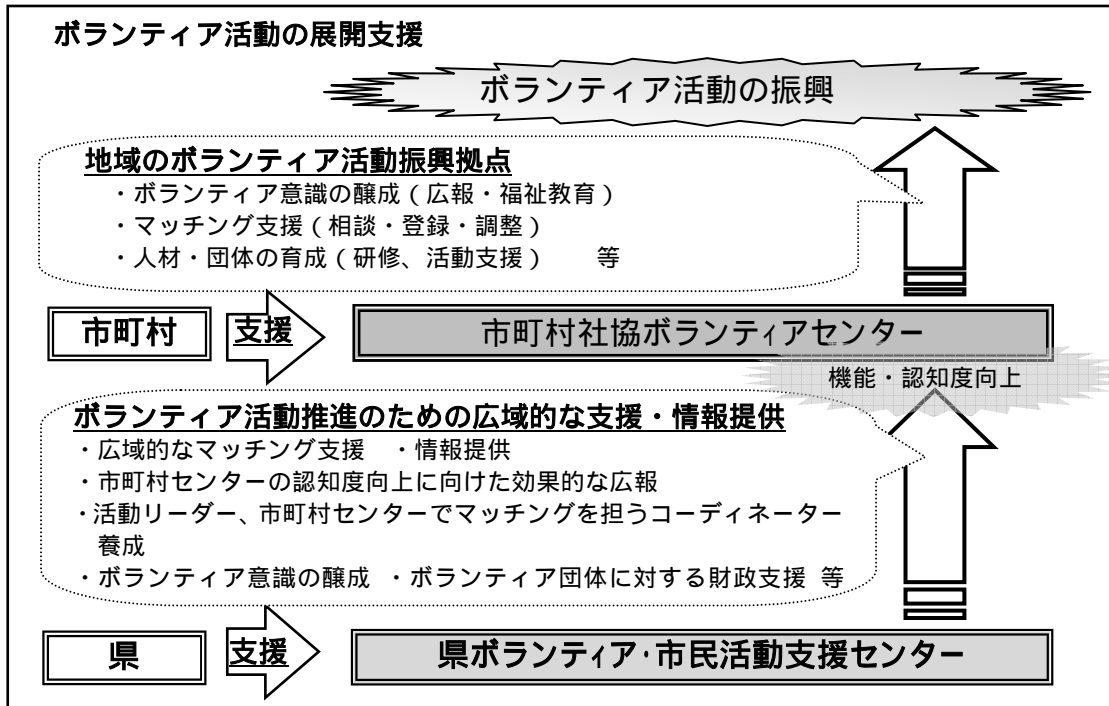 ボランティア活動の展開支援
ボランティア活動の振興
地域のボランティア活動振興拠点
・ボランティア意識の醸成(広報・福祉教育)
・マッチング支援(相談・登録・調整)
・人材・団体の育成(研修、活動支援) 等
市町村
支援
市町村社協ボランティアセンター
機能・認知度向上
ボランティア活動推進のための広域的な支援・情報提供
・広域的なマッチング支援 ・情報提供
・市町村センターの認知度向上に向けた効果的な広報
・活動リーダー、市町村センターでマッチングを担うコーディネーター
養成
・ボランティア意識の醸成 ・ボランティア団体に対する財政支援 等
県
支援
県ボランティア・市民活動支援センター